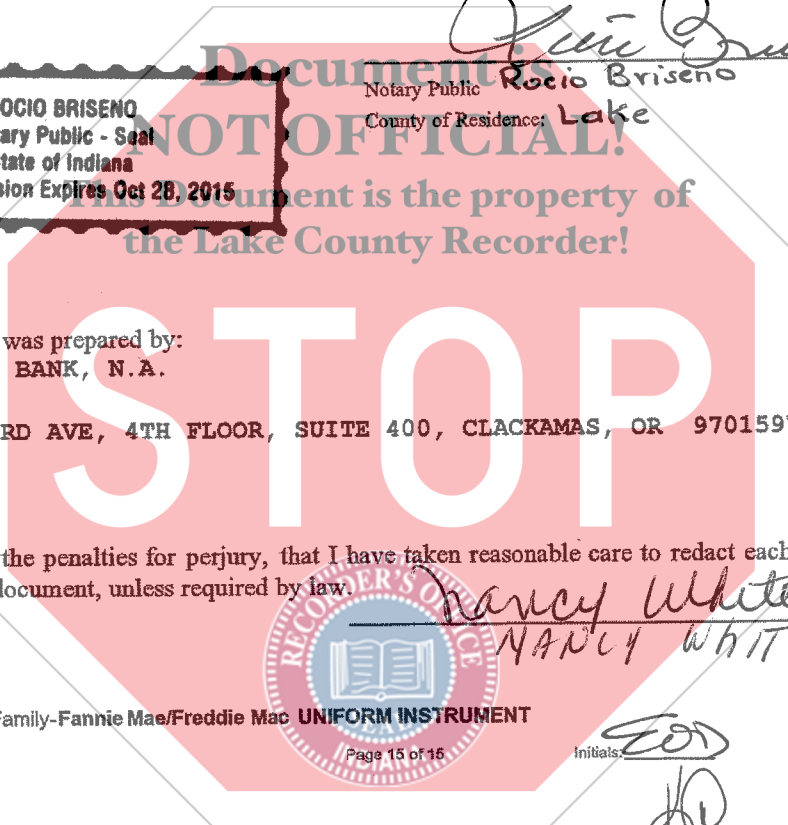 Document is
NOT OFFICIAL!
This Document is the property of
the Lake County Recorder!
STOP
OCIO BRISENO
ary Public - Seal
tate of Indiana
sion Expires Oct 28, 2015
Notary Public Rocio Briseno
County of Residence: Lake
was prepared by:
BANK, N.A.
RD AVE, 4TH FLOOR, SUITE 400, CLACKAMAS, OR 970159
the penalties for perjury, that I have taken reasonable care to redact each
document, unless required by law.
Nancy White
NANCY WHIT
RECORDER'S OFFICE
SEAL
INDIANA
Family-Fannie Mae/Freddie Mac UNIFORM INSTRUMENT
Page 15 of 15
Initials: